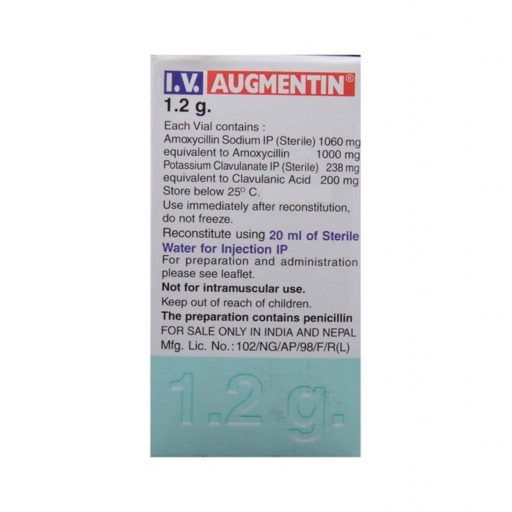 I.V. AUGMENTIN®
1.2 g.
Each Vial contains :
Amoxycillin Sodium IP (Sterile) 1060 mg
equivalent to Amoxycillin 1000 mg
Potassium Clavulanate IP (Sterile) 238 mg
equivalent to Clavulanic Acid 200 mg
Store below 25° C.
Use immediately after reconstitution,
do not freeze.
Reconstitute using 20 ml of Sterile
Water for Injection IP
For preparation and administration
please see leaflet.
Not for intramuscular use.
Keep out of reach of children.
The preparation contains penicillin
FOR SALE ONLY IN INDIA AND NEPAL
Mfg. Lic. No.: 102/NG/AP/98/F/R(L)
1.2 g.